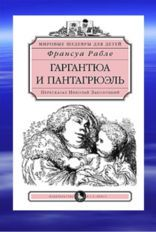 МИРОВЫЕ ШЕДЕВРЫ ДЛЯ ДЕТЕЙ
Франсуа Рабле
ГАРГАНТЮА
И ПАНТАГРЮЭЛЬ
Пересказал Николай Заболоцкий